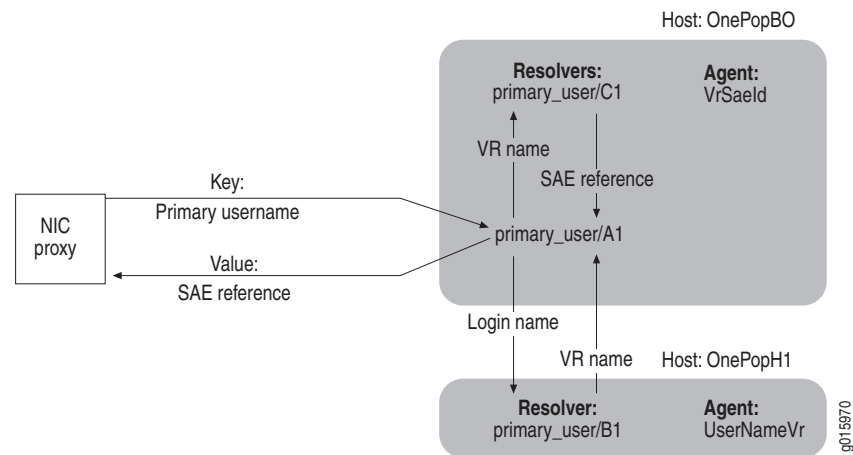 Host: OnePopBO
Resolvers:
primary_user/C1
Agent:
VrSaeId
VR name
SAE reference
Key:
Primary username
NIC
proxy
primary_user/A1
Value:
SAE reference
Login name
VR name
Host: OnePopH1
Resolver:
primary_user/B1
Agent:
UserNameVr
g015970